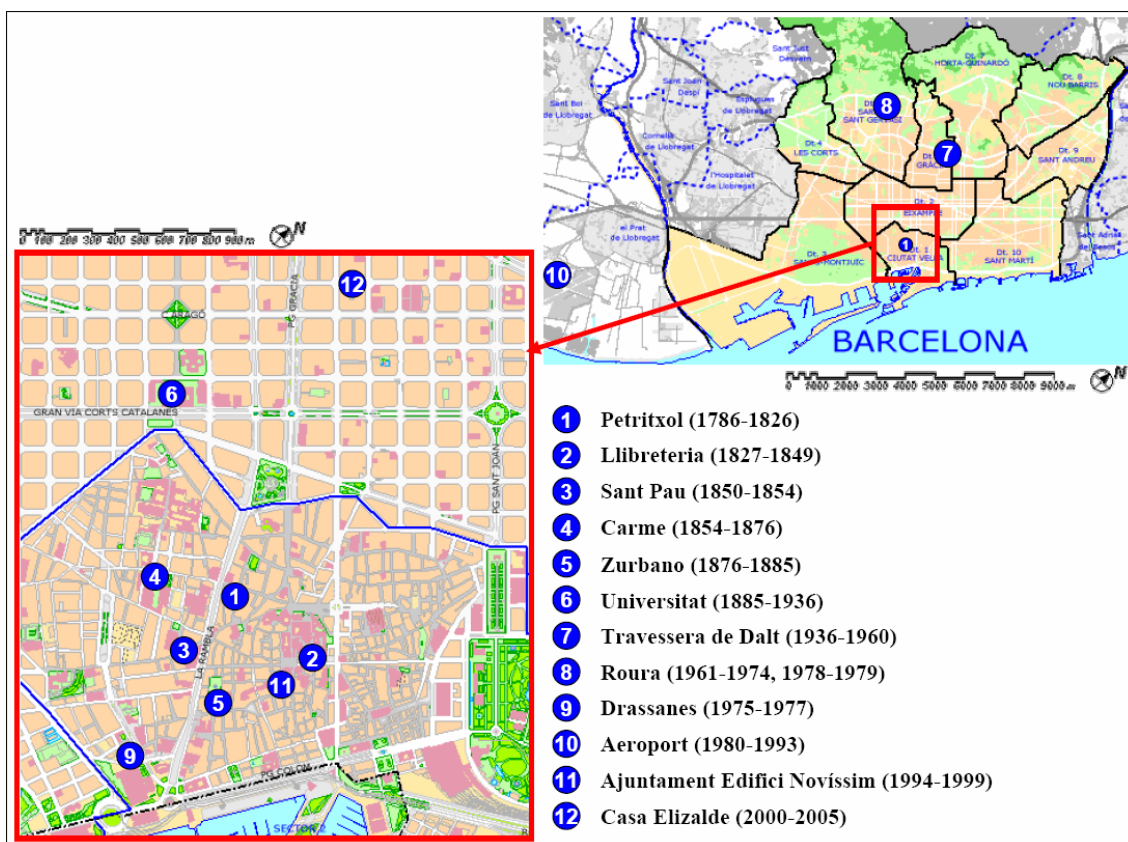 Sant Just
Desvern
Sant Joan
Despí
Esplugues de
Llobregat
Sant Boi
de Llobregat
Cornellà
de Llobregat
l'Hospitalet
de Llobregat
el Prat
de Llobregat
Dt. 7
HORTA-GUINARDÓ
Dt. 8
NOU BARRIS
SANT GERVASI
8
Dt. 4
LES CORTS
7
Dt. 9
SANT ANDREU
Dt. 2
EIXAMPLE
1
Dt. 1
CIUTAT VELLA
Dt. 3
Dt. 10
SANT MARTÍ
Sant Adrià
10
BARCELONA
0 1000 2000 3000 4000 5000 6000 7000 8000 9000 m
N
0 100 200 300 400 500 600 700 800 900 m
N
12
C ARAGÓ
PG GRACIA
6
GRAN VIA CORTS CATALANES
PG SANT JOAN
4
1
3
LA RAMBLA
2
11
5
9
PG COLOM
SECTOR 2
1 Petritxol (1786-1826)
2 Llibreteria (1827-1849)
3 Sant Pau (1850-1854)
4 Carme (1854-1876)
5 Zurbano (1876-1885)
6 Universitat (1885-1936)
7 Travessera de Dalt (1936-1960)
8 Roura (1961-1974, 1978-1979)
9 Drassanes (1975-1977)
10 Aeroport (1980-1993)
11 Ajuntament Edifici Novíssim (1994-1999)
12 Casa Elizalde (2000-2005)